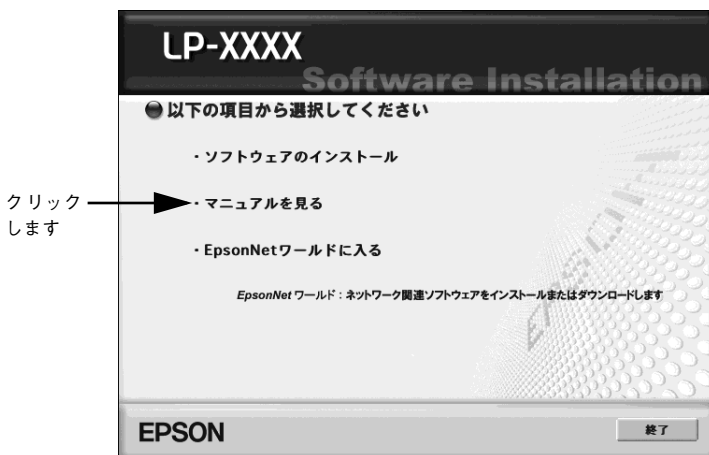 LP-XXXX
Software Installation
以下の項目から選択してください
・ソフトウェアのインストール
クリック
します
・マニュアルを見る
・EpsonNetワールドに入る
EpsonNet ワールド：ネットワーク関連ソフトウェアをインストールまたはダウンロードします
EPSON
EPSON
終了